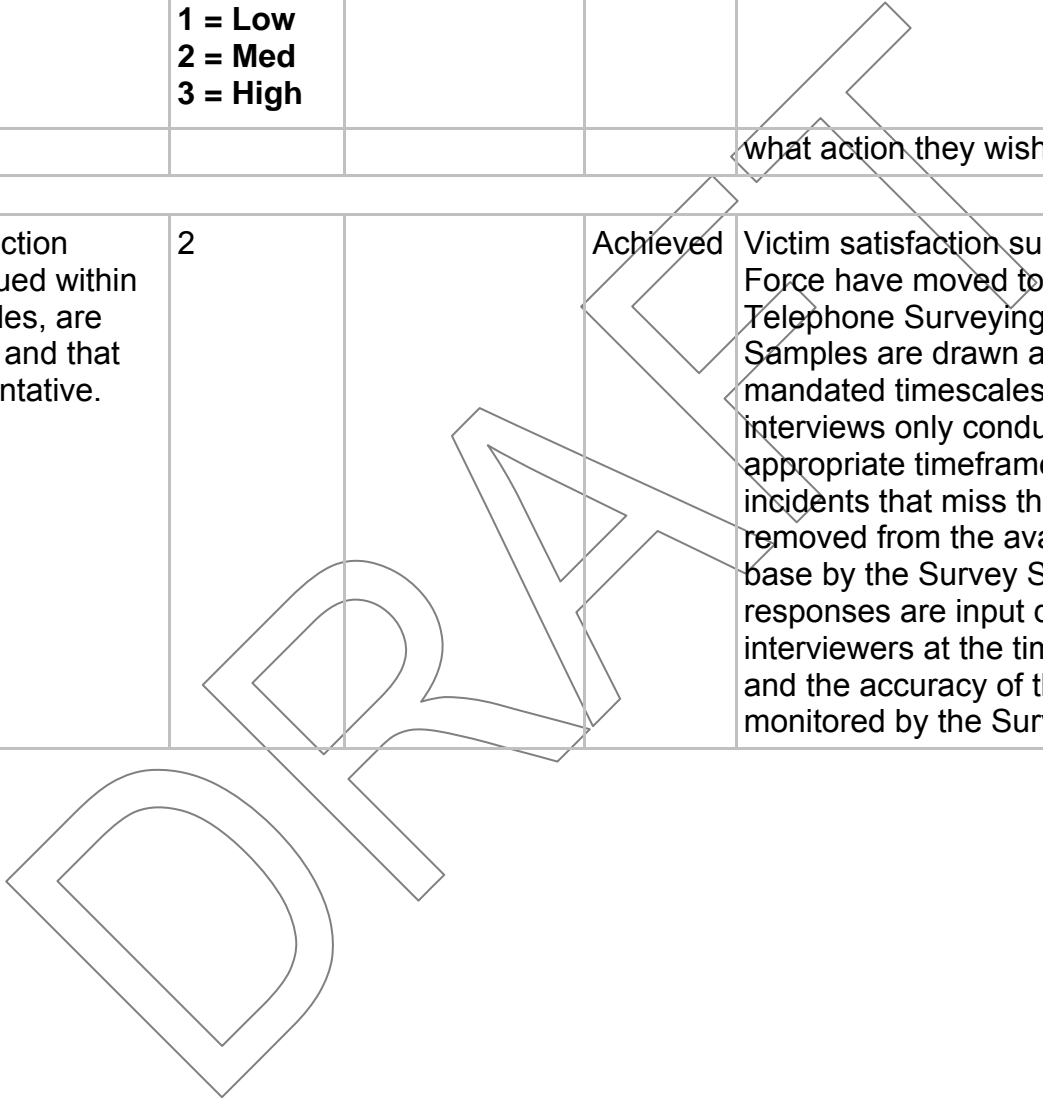 1 = Low
2 = Med
3 = High
what action they wish
ction
ued within
les, are
and that
ntative.
2
Achieved
Victim satisfaction su
Force have moved to
Telephone Surveying
Samples are drawn a
mandated timescales
interviews only condu
appropriate timeframe
incidents that miss th
removed from the ava
base by the Survey S
responses are input c
interviewers at the tim
and the accuracy of th
monitored by the Surv
DRAFT